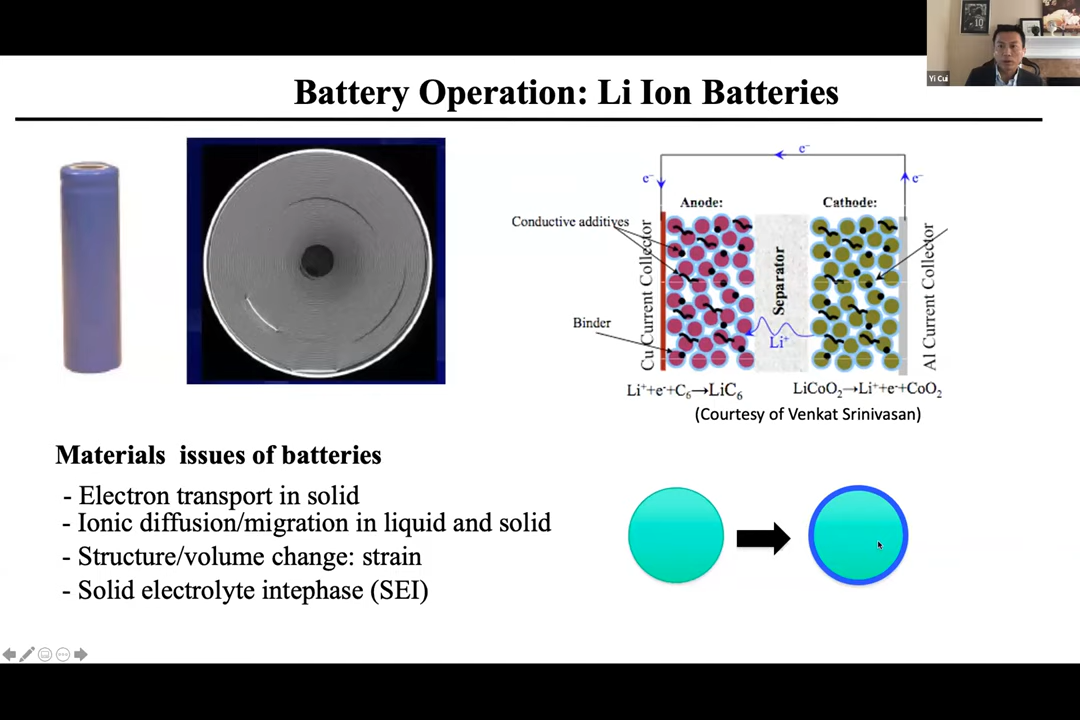 Yi Cui
Battery Operation: Li Ion Batteries
e⁻
e⁻
e⁻
Anode:
Cathode:
Conductive additives
Cu Current Collector
Separator
Al Current Collector
Binder
Li⁺
Li⁺+e⁻+C₆→LiC₆
LiCoO₂→Li⁺+e⁻+CoO₂
(Courtesy of Venkat Srinivasan)
Materials issues of batteries
- Electron transport in solid
- Ionic diffusion/migration in liquid and solid
- Structure/volume change: strain
- Solid electrolyte intephase (SEI)